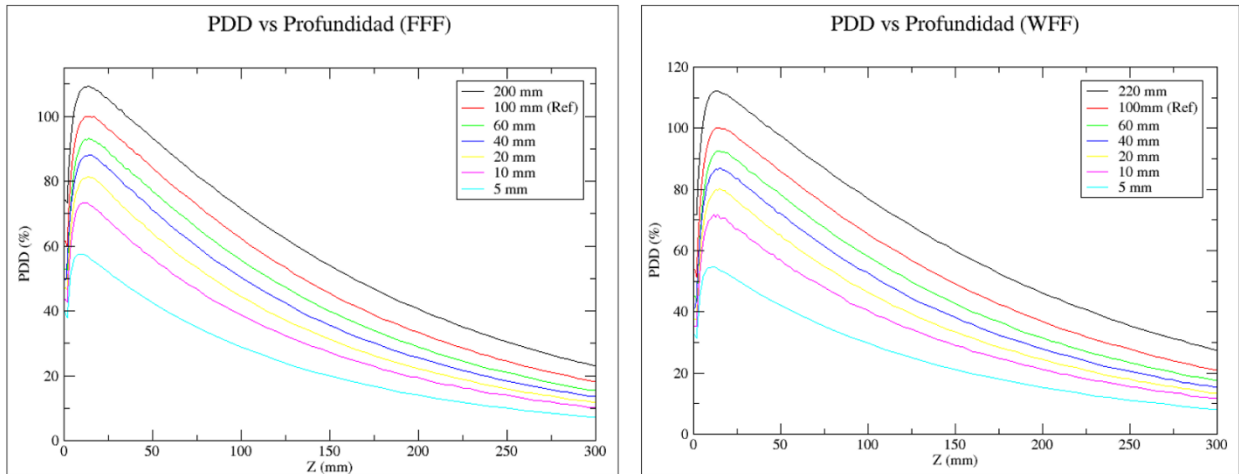 PDD vs Profundidad (FFF)
200 mm
100 mm (Ref)
60 mm
40 mm
20 mm
10 mm
5 mm
PDD (%)
0
20
40
60
80
100
0
50
100
150
200
250
300
Z (mm)
PDD vs Profundidad (WFF)
220 mm
100mm (Ref)
60 mm
40 mm
20 mm
10 mm
5 mm
PDD (%)
0
20
40
60
80
100
120
0
50
100
150
200
250
300
Z (mm)